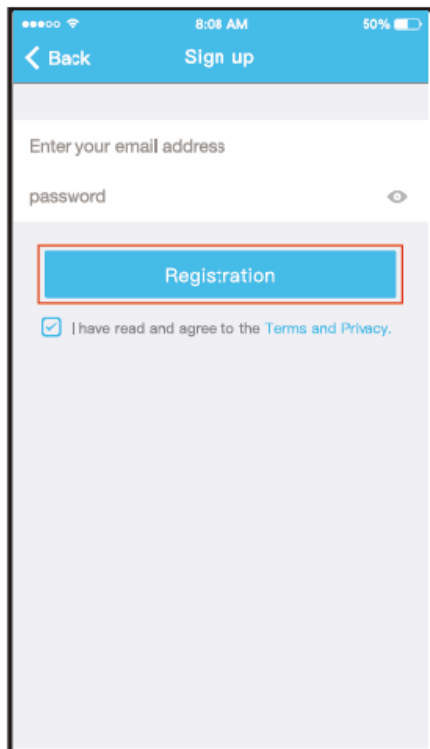 8:08 AM 50%
Back Sign up
Enter your email address
password
Registration
I have read and agree to the Terms and Privacy.